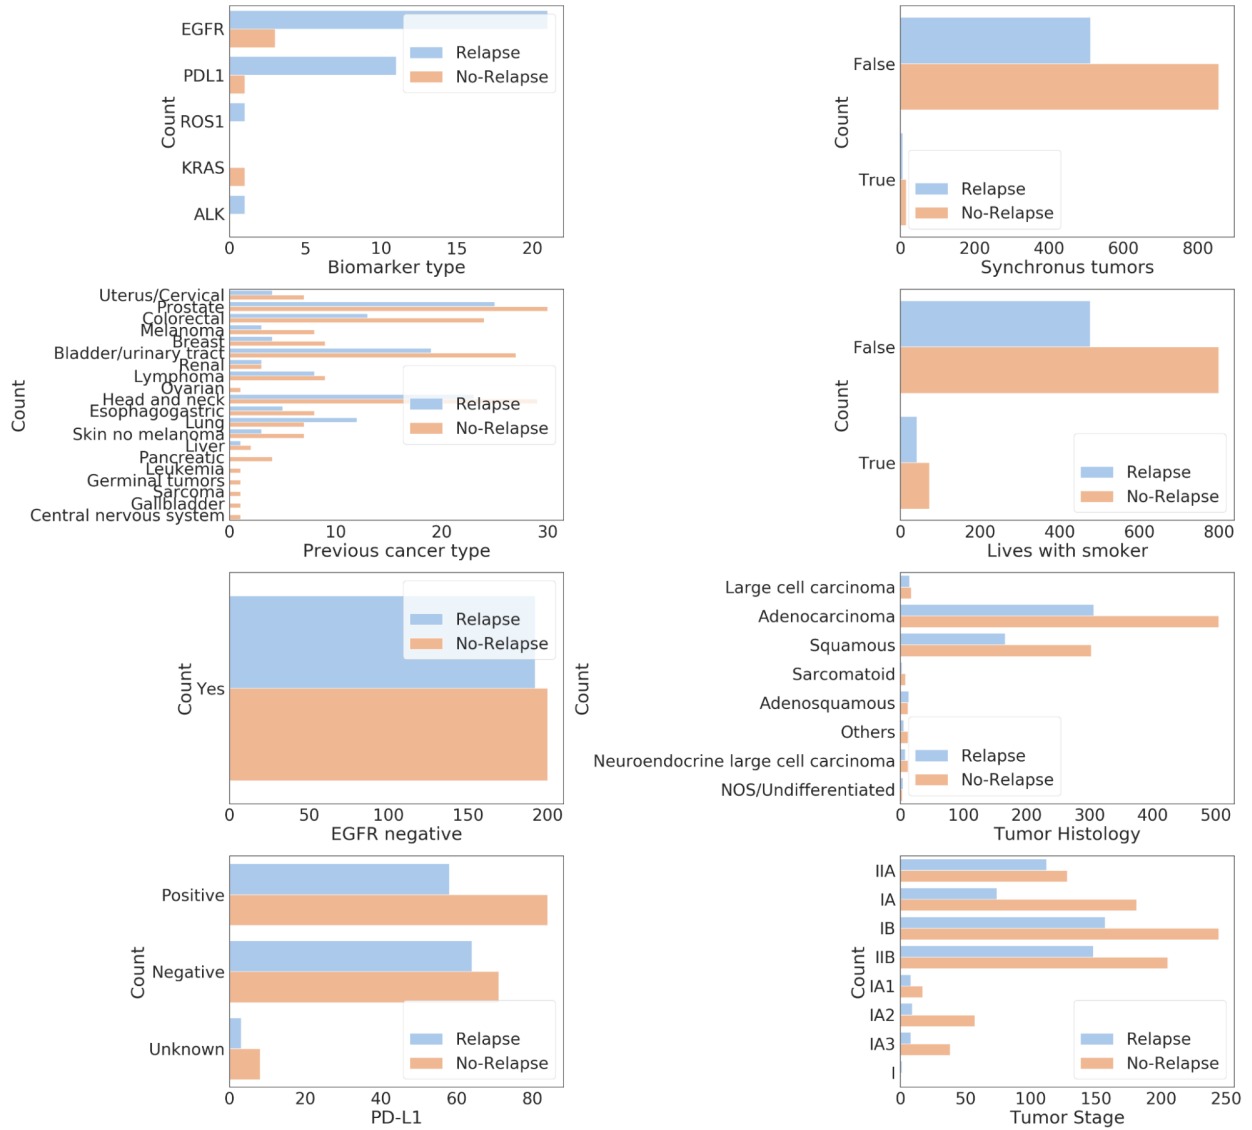 EGFR
PDL1
ROS1
KRAS
ALK
Count
Relapse
No-Relapse
0 5 10 15 20
Biomarker type
False
True
Count
Relapse
No-Relapse
0 200 400 600 800
Synchronus tumors
Uterus/Cervical
Prostate
Colorectal
Melanoma
Breast
Bladder/urinary tract
Renal
Lymphoma
Ovarian
Head and neck
Esophagogastric
Lung
Skin no melanoma
Liver
Pancreatic
Leukemia
Germinal tumors
Sarcoma
Gallbladder
Central nervous system
Count
Relapse
No-Relapse
0 10 20 30
Previous cancer type
False
True
Count
Relapse
No-Relapse
0 200 400 600 800
Lives with smoker
Yes
Count
Relapse
No-Relapse
0 50 100 150 200
EGFR negative
Large cell carcinoma
Adenocarcinoma
Squamous
Sarcomatoid
Adenosquamous
Others
Neuroendocrine large cell carcinoma
NOS/Undifferentiated
Count
Relapse
No-Relapse
0 100 200 300 400 500
Tumor Histology
Positive
Negative
Unknown
Count
Relapse
No-Relapse
0 20 40 60 80
PD-L1
IIA
IA
IB
IIB
IA1
IA2
IA3
I
Count
Relapse
No-Relapse
0 50 100 150 200 250
Tumor Stage